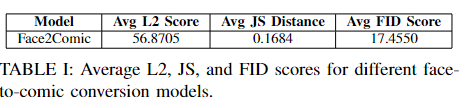 Model Avg L2 Score Avg JS Distance Avg FID Score
Face2Comic 56.8705 0.1684 17.4550
TABLE I: Average L2, JS, and FID scores for different face-
to-comic conversion models.